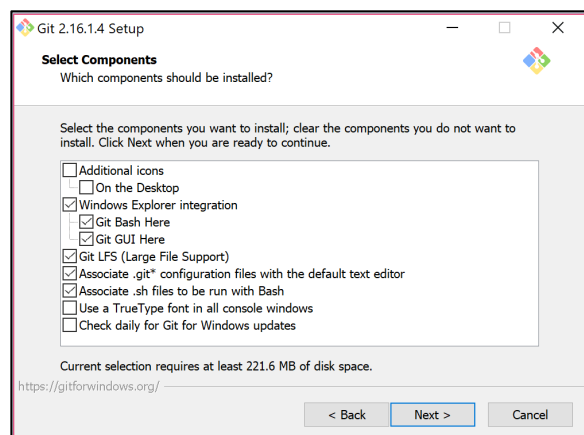 Git 2.16.1.4 Setup
Select Components
Which components should be installed?
Select the components you want to install; clear the components you do not want to
install. Click Next when you are ready to continue.
Additional icons
On the Desktop
Windows Explorer integration
Git Bash Here
Git GUI Here
Git LFS (Large File Support)
Associate .git* configuration files with the default text editor
Associate .sh files to be run with Bash
Use a TrueType font in all console windows
Check daily for Git for Windows updates
Current selection requires at least 221.6 MB of disk space.
https://gitforwindows.org/
< Back Next > Cancel